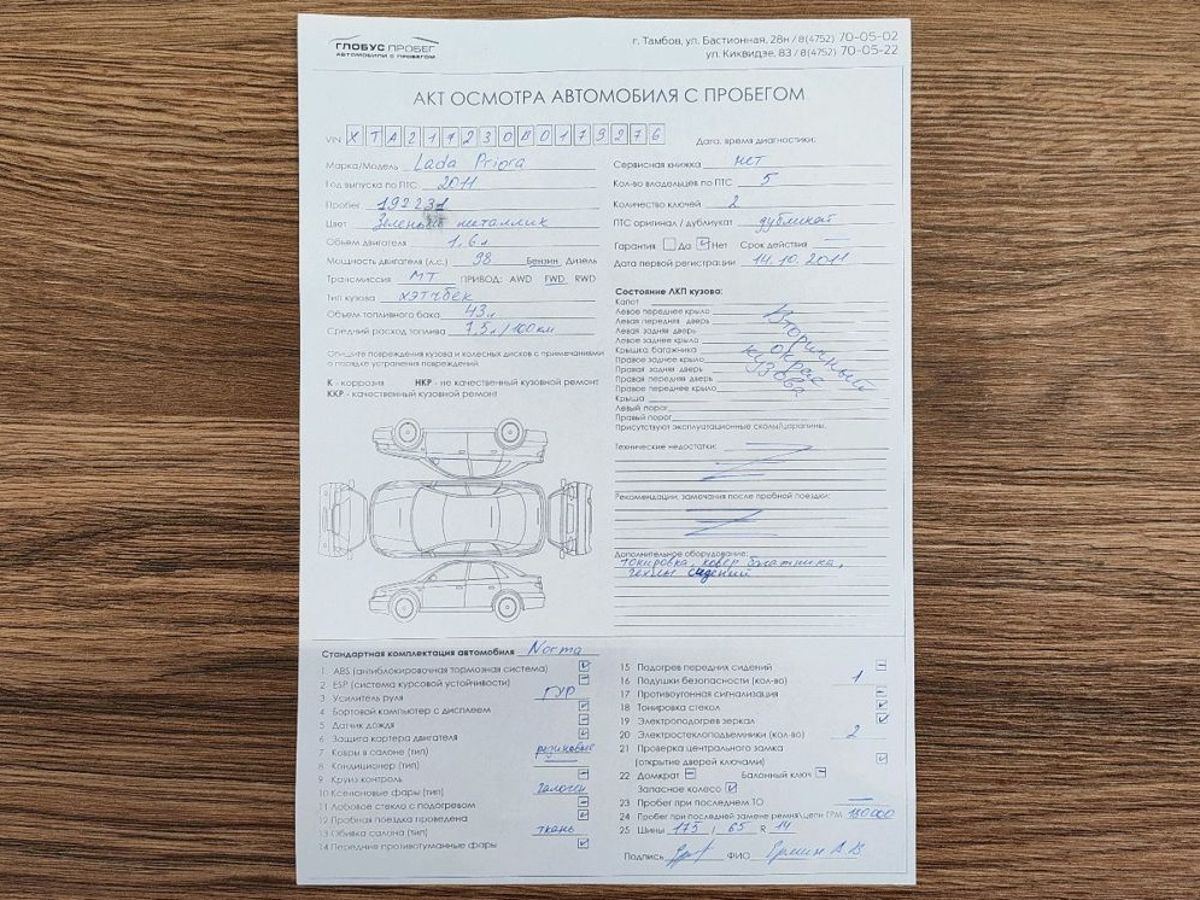 ГЛОБУС ПРОБЕГ
АВТОМОБИЛИ С ПРОБЕГОМ
г. Тамбов, ул. Бастионная, 28н / 8(4752) 70-05-02
ул. Киквидзе, 83 / 8(4752) 70-05-22
АКТ ОСМОТРА АВТОМОБИЛЯ С ПРОБЕГОМ
VIN XTA217230B0179276
Дата, время диагностики:
Марка/Модель Lada Priora
Год выпуска по ПТС 2011
Пробег 192231
Цвет Зеленый металлик
Объем двигателя 1,6 л
Мощность двигателя (л.с.) 98 Бензин Дизель
Трансмиссия МТ ПРИВОД: AWD FWD RWD
Тип кузова хэтчбек
Объем топливного бака 43л
Средний расход топлива 7,5 л/100 км
Опишите повреждения кузова и колесных дисков с примечаниями
о порядке устранения повреждений
К - коррозия НКР - не качественный кузовной ремонт
ККР - качественный кузовной ремонт
Сервисная книжка нет
Кол-во владельцев по ПТС 5
Количество ключей 2
ПТС оригинал / дубликат дубликат
Гарантия Да Нет Срок действия —
Дата первой регистрации 14.10.2011
Состояние ЛКП кузова:
Капот
Левое переднее крыло
Левая передняя дверь
Левая задняя дверь
Левое заднее крыло
Крышка багажника
Правое заднее крыло
Правая задняя дверь
Правая передняя дверь
Правое переднее крыло
Крыша
Левый порог
Правый порог
Вторичный
окрас
кузова
Присутствуют эксплуатационные сколы/царапины.
Технические недостатки:
Рекомендации, замечания после пробной поездки:
Дополнительное оборудование:
Тонировка, ковер багажника,
чехлы сидений
Стандартная комплектация автомобиля Norma
1 ABS (антиблокировочная тормозная система)
2 ESP (система курсовой устойчивости)
3 Усилитель руля ГУР
4 Бортовой компьютер с дисплеем
5 Датчик дождя
6 Защита картера двигателя
7 Ковры в салоне (тип) резиновые
8 Кондиционер (тип) —
9 Круиз контроль
10 Ксеноновые фары (тип) галоген
11 Лобовое стекло с подогревом
12 Пробная поездка проведена
13 Обивка салона (тип) ткань
14 Передние противотуманные фары
15 Подогрев передних сидений
16 Подушки безопасности (кол-во) 1
17 Противоугонная сигнализация
18 Тонировка стекол
19 Электроподогрев зеркал
20 Электростеклоподъемники (кол-во) 2
21 Проверка центрального замка
(открытие дверей ключами)
22 Домкрат Балонный ключ
Запасное колесо
23 Пробег при последнем ТО —
24 Пробег при последней замене ремня/цепи ГРМ 180000
25 Шины 175 / 65 R 14
Подпись ФИО